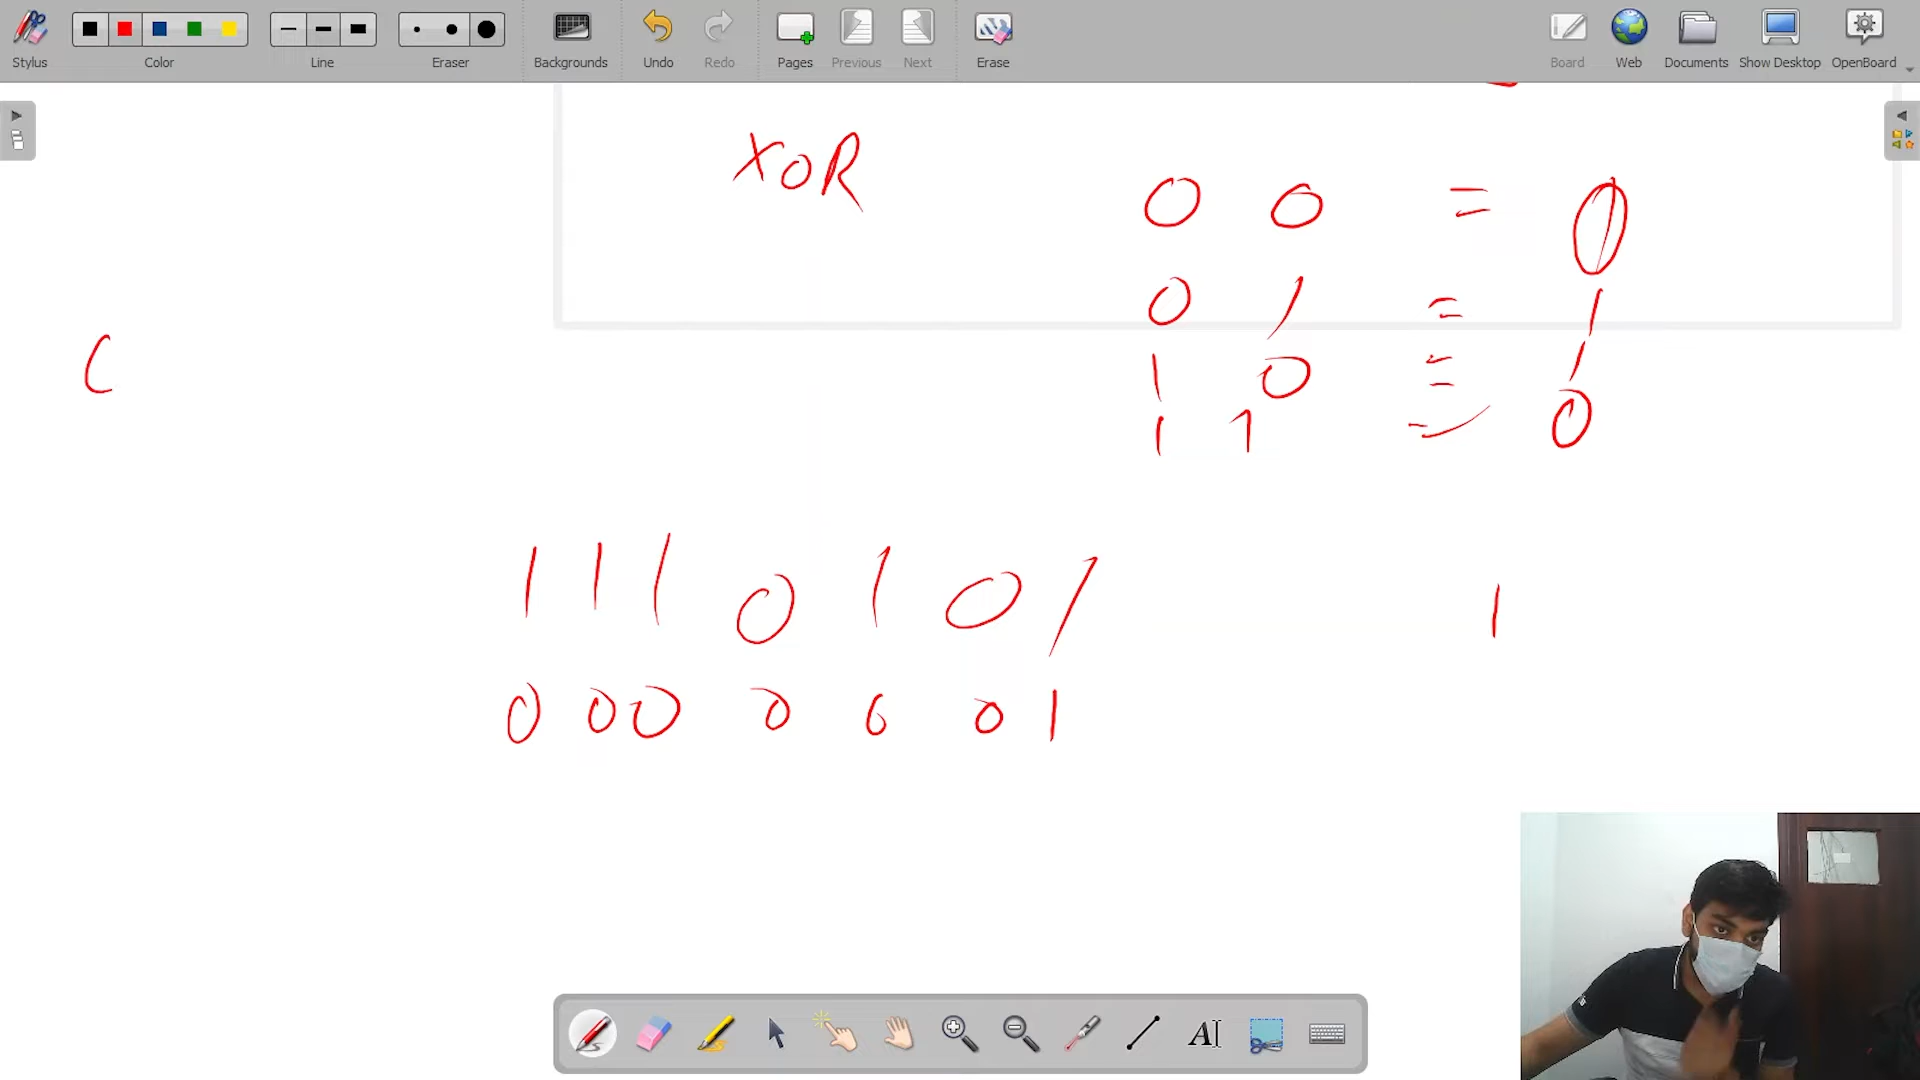 Stylus Color Line Eraser Backgrounds Undo Redo Pages Previous Next Erase Board Web Documents Show Desktop OpenBoard
XOR
0 0 = 0
0 1 = 1
1 0 = 1
1 1 = 0
C
1 1 1 0 1 0 1 1
0 0 0 0 0 0 1
AI